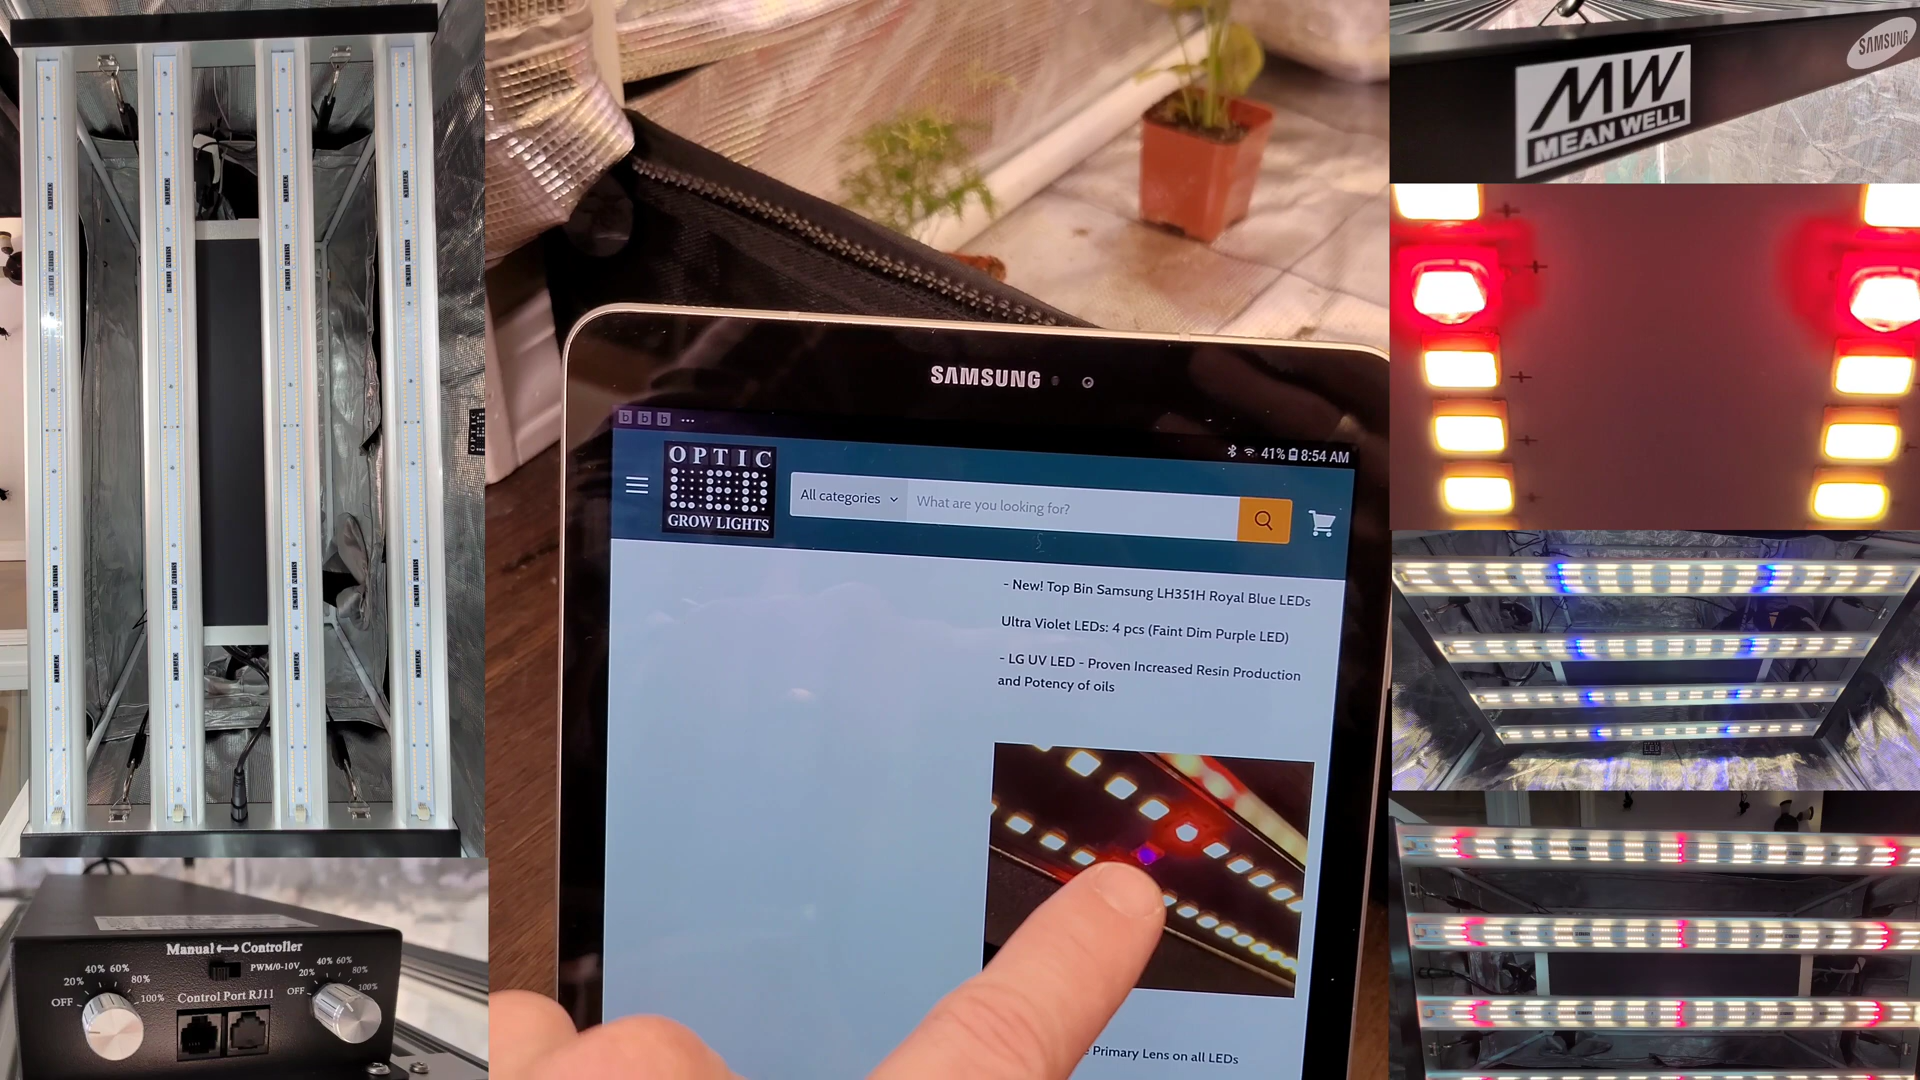 MW
MEAN WELL
SAMSUNG
SAMSUNG
41% 8:54 AM
OPTIC
LED
GROW LIGHTS
All categories
What are you looking for?
- New! Top Bin Samsung LH351H Royal Blue LEDs
Ultra Violet LEDs: 4 pcs (Faint Dim Purple LED)
- LG UV LED - Proven Increased Resin Production
and Potency of oils
Primary Lens on all LEDs
OPTIC
Manual Controller
PWM/0-10V
OFF 20% 40% 60% 80% 100%
Control Port RJ11
OFF 20% 40% 60% 80% 100%